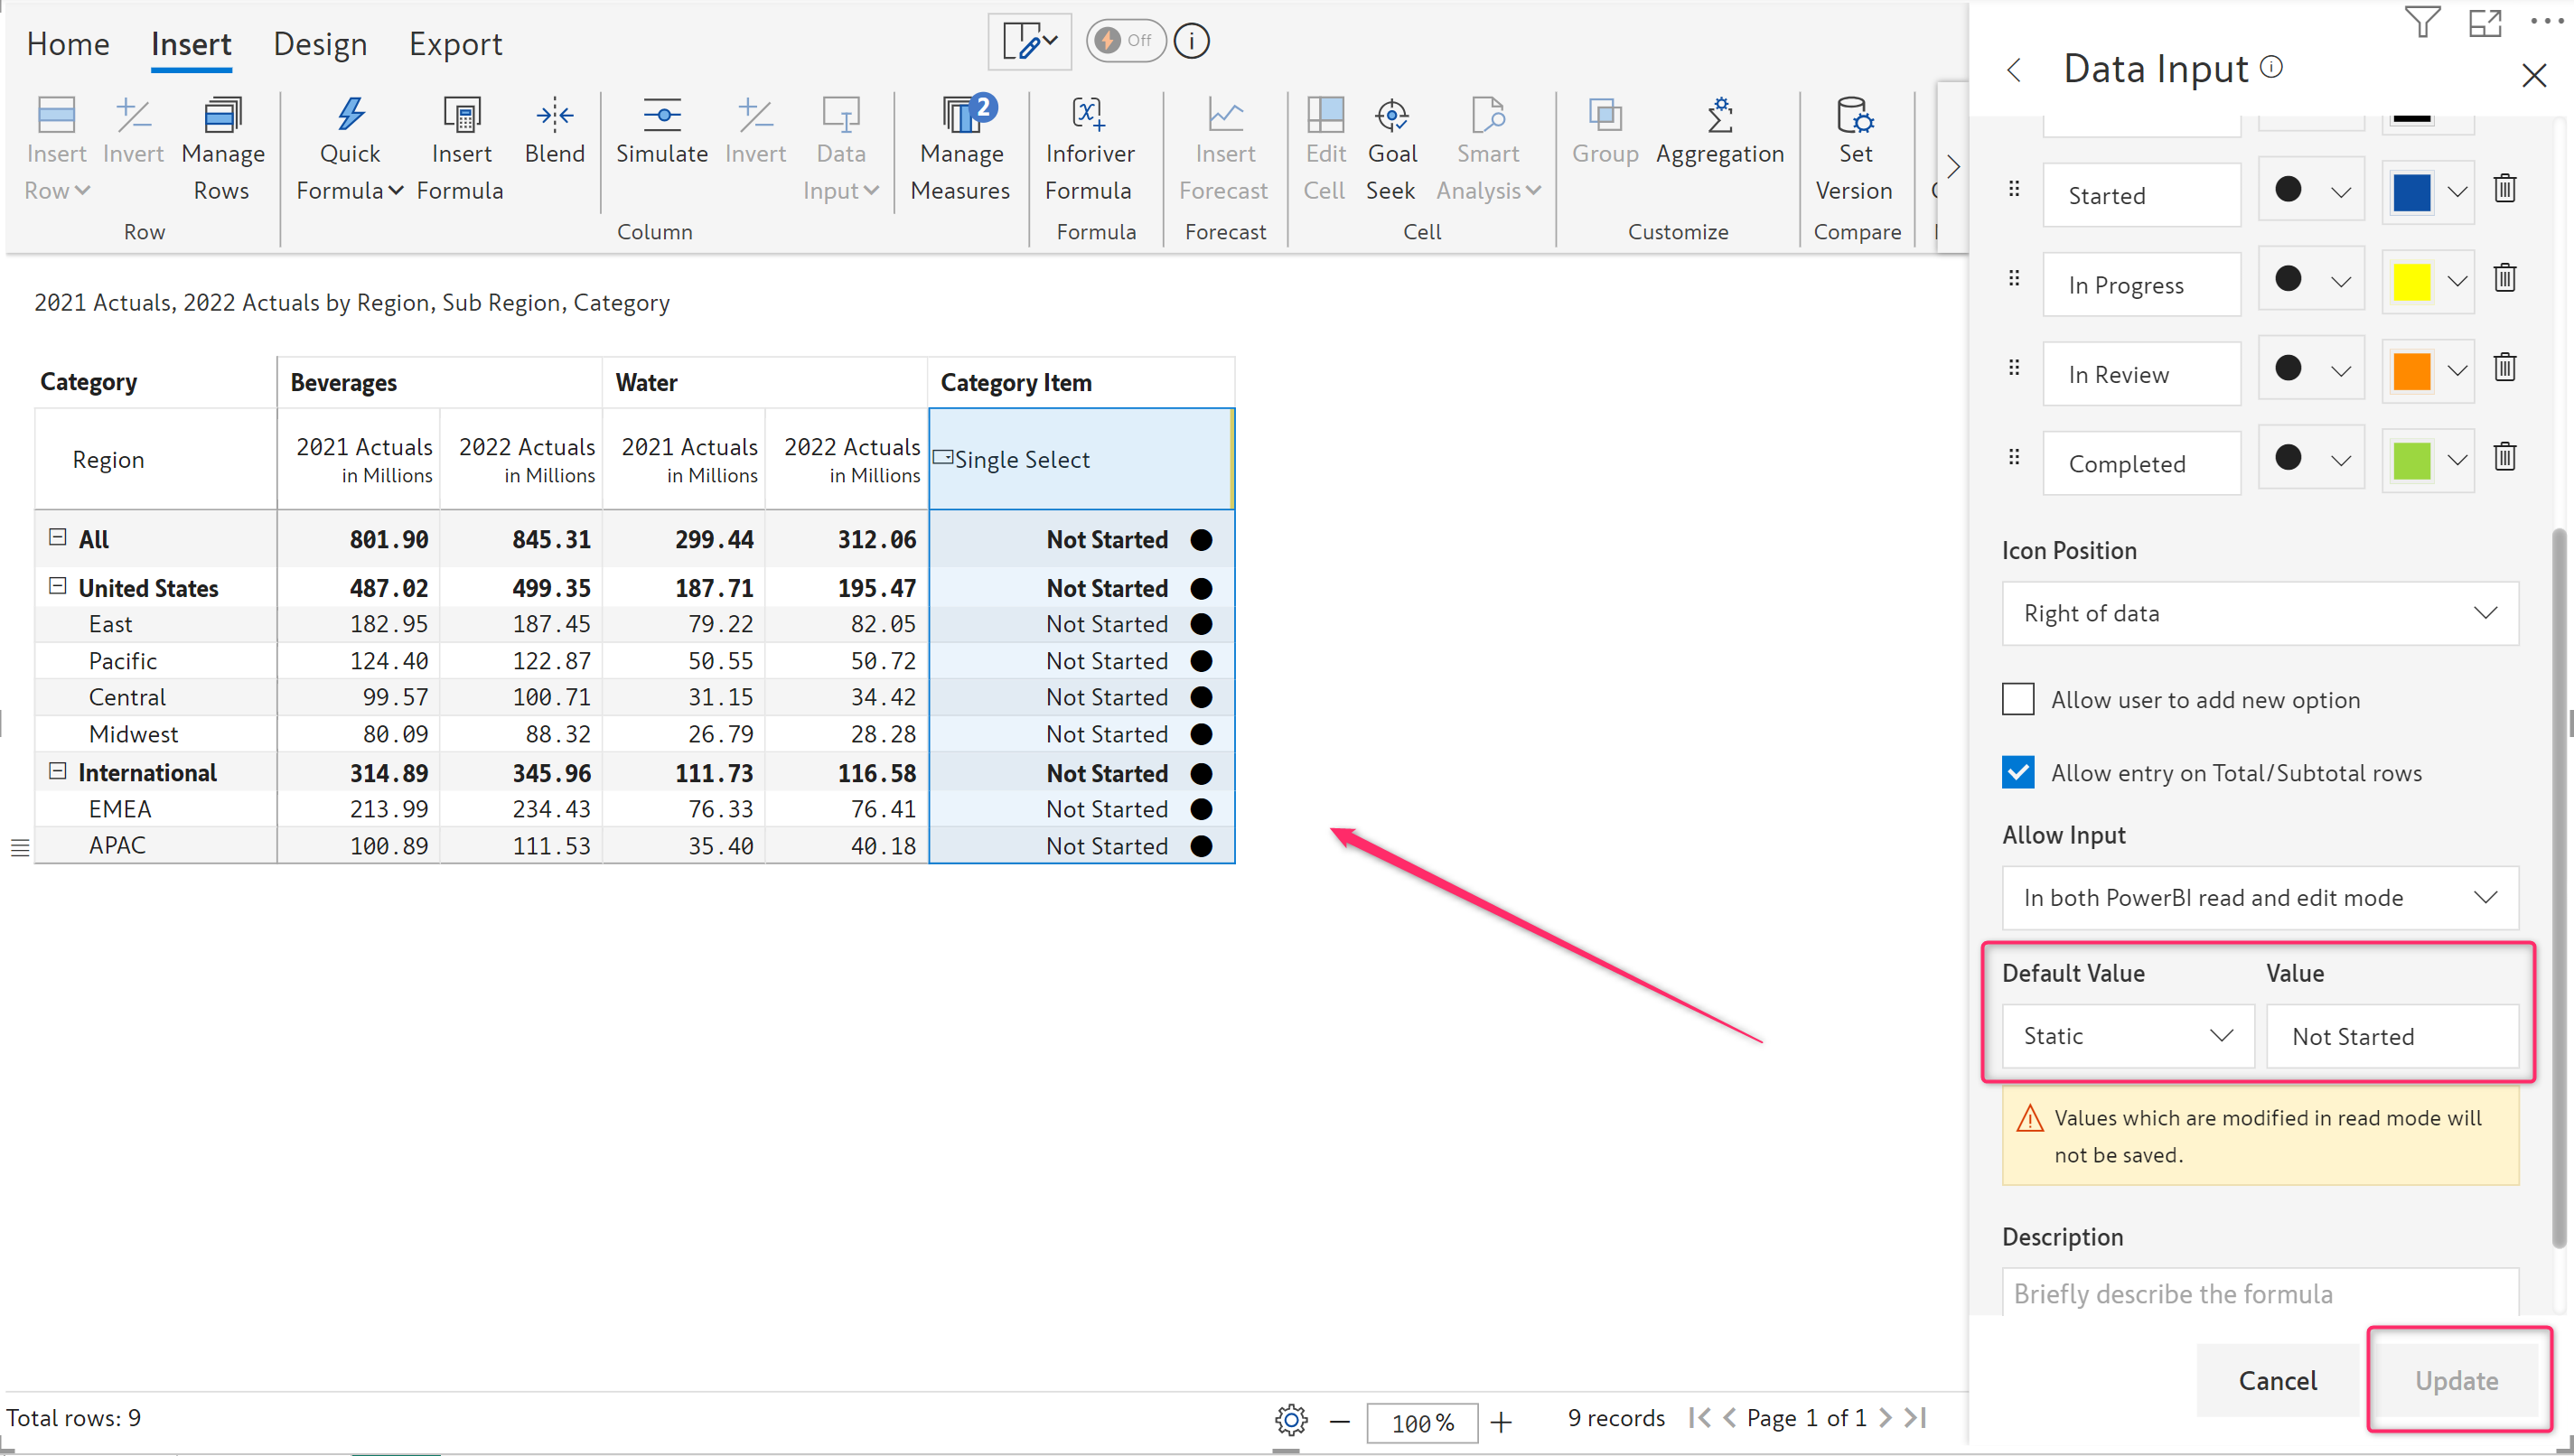 Home Insert Design Export
Off
Insert Row
Invert
Manage Rows
Row
Quick Formula
Insert Formula
Blend
Simulate
Invert
Data Input
Column
2
Manage Measures
Inforiver Formula
Formula
Insert Forecast
Forecast
Edit Cell
Goal Seek
Smart Analysis
Cell
Group
Aggregation
Customize
Set Version
Compare
2021 Actuals, 2022 Actuals by Region, Sub Region, Category
Category Beverages Water Category Item
Region 2021 Actuals in Millions 2022 Actuals in Millions 2021 Actuals in Millions 2022 Actuals in Millions Single Select
All 801.90 845.31 299.44 312.06 Not Started
United States 487.02 499.35 187.71 195.47 Not Started
East 182.95 187.45 79.22 82.05 Not Started
Pacific 124.40 122.87 50.55 50.72 Not Started
Central 99.57 100.71 31.15 34.42 Not Started
Midwest 80.09 88.32 26.79 28.28 Not Started
International 314.89 345.96 111.73 116.58 Not Started
EMEA 213.99 234.43 76.33 76.41 Not Started
APAC 100.89 111.53 35.40 40.18 Not Started
Total rows: 9
100%
9 records
Page 1 of 1
Data Input
Started
In Progress
In Review
Completed
Icon Position
Right of data
Allow user to add new option
Allow entry on Total/Subtotal rows
Allow Input
In both PowerBI read and edit mode
Default Value Value
Static Not Started
Values which are modified in read mode will
not be saved.
Description
Briefly describe the formula
Cancel Update